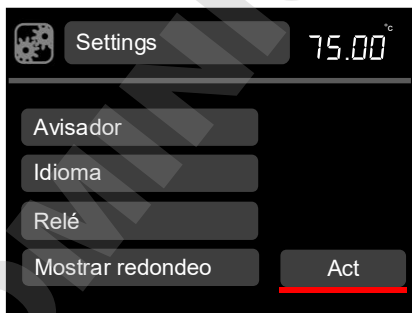 Settings 75.00 °c
Avisador
Idioma
Relé
Mostrar redondeo Act